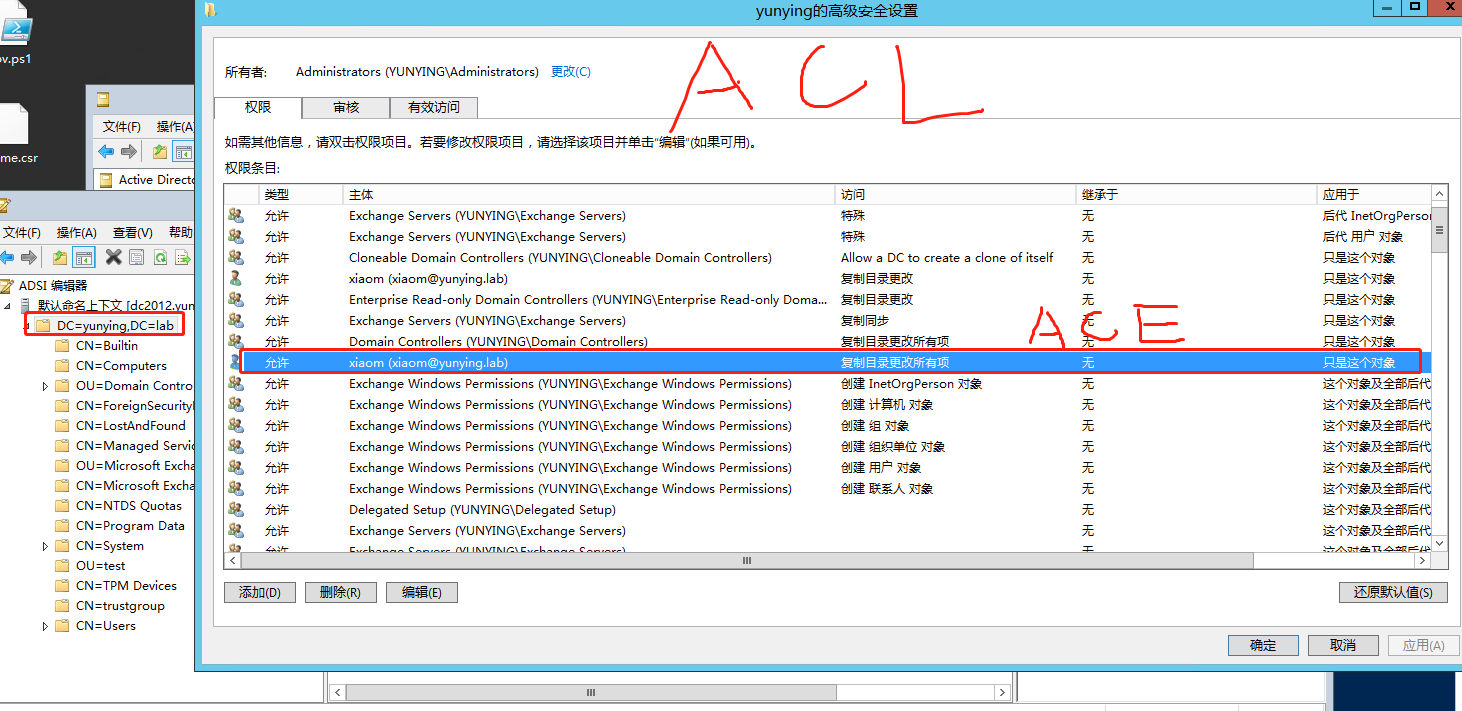 yunying的高级安全设置
ov.ps1
me.csr
所有者: Administrators (YUNYING\Administrators) 更改(C)
ACL
权限 审核 有效访问
如需其他信息，请双击权限项目。若要修改权限项目，请选择该项目并单击"编辑"(如果可用)。
权限条目:
类型 主体 访问 继承于 应用于
允许 Exchange Servers (YUNYING\Exchange Servers) 特殊 无 后代 InetOrgPerson
允许 Exchange Servers (YUNYING\Exchange Servers) 特殊 无 后代 用户 对象
允许 Cloneable Domain Controllers (YUNYING\Cloneable Domain Controllers) Allow a DC to create a clone of itself 无 只是这个对象
允许 xiaom (xiaom@yunying.lab) 复制目录更改 无 只是这个对象
允许 Enterprise Read-only Domain Controllers (YUNYING\Enterprise Read-only Doma... 复制目录更改 无 只是这个对象
允许 Exchange Servers (YUNYING\Exchange Servers) 复制同步 无 只是这个对象
ACE
允许 Domain Controllers (YUNYING\Domain Controllers) 复制目录更改所有项 无 只是这个对象
允许 xiaom (xiaom@yunying.lab) 复制目录更改所有项 无 只是这个对象
允许 Exchange Windows Permissions (YUNYING\Exchange Windows Permissions) 创建 InetOrgPerson 对象 无 这个对象及全部后代
允许 Exchange Windows Permissions (YUNYING\Exchange Windows Permissions) 创建 计算机 对象 无 这个对象及全部后代
允许 Exchange Windows Permissions (YUNYING\Exchange Windows Permissions) 创建 组 对象 无 这个对象及全部后代
允许 Exchange Windows Permissions (YUNYING\Exchange Windows Permissions) 创建 组织单位 对象 无 这个对象及全部后代
允许 Exchange Windows Permissions (YUNYING\Exchange Windows Permissions) 创建 用户 对象 无 这个对象及全部后代
允许 Exchange Windows Permissions (YUNYING\Exchange Windows Permissions) 创建 联系人 对象 无 这个对象及全部后代
允许 Delegated Setup (YUNYING\Delegated Setup) 无 这个对象及全部后代
允许 Exchange Servers (YUNYING\Exchange Servers) 无 这个对象及全部后代
允许 Exchange Servers (YUNYING\Exchange Servers) 无 这个对象及全部后代
添加(D) 删除(R) 编辑(E) 还原默认值(S)
确定 取消 应用(A)
文件(F) 操作(A)
Active Directo
文件(F) 操作(A) 查看(V) 帮助
ADSI 编辑器
默认命名上下文 [dc2012.yun
DC=yunying,DC=lab
CN=Builtin
CN=Computers
OU=Domain Contro
CN=ForeignSecurity
CN=LostAndFound
CN=Managed Servic
OU=Microsoft Excha
CN=Microsoft Excha
CN=NTDS Quotas
CN=Program Data
CN=System
OU=test
CN=TPM Devices
CN=trustgroup
CN=Users